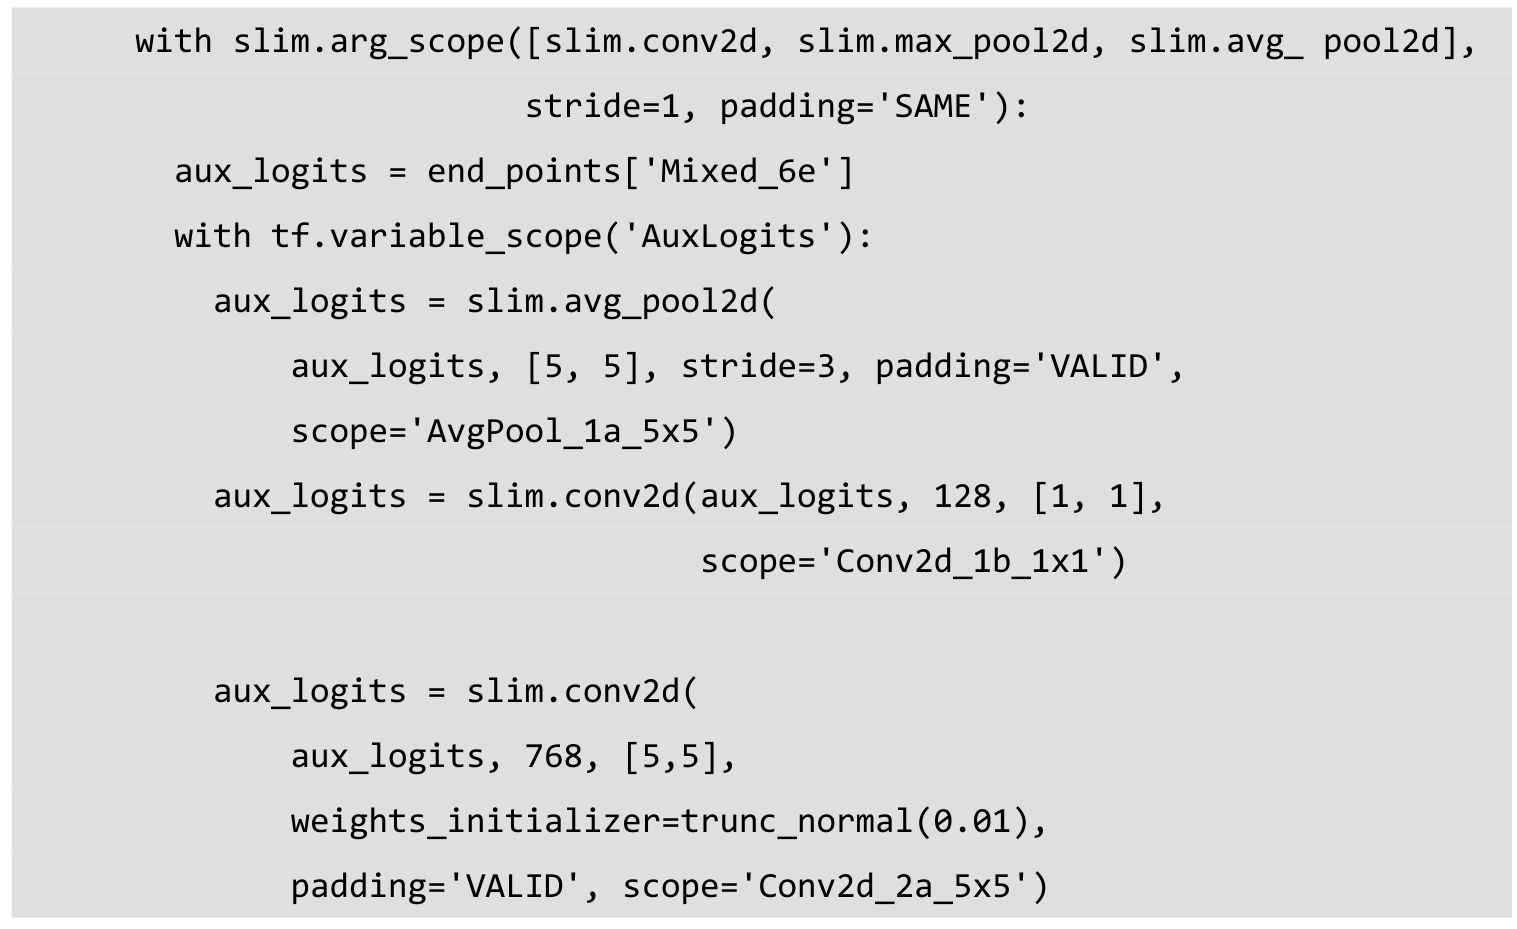 with slim.arg_scope([slim.conv2d, slim.max_pool2d, slim.avg_ pool2d],
stride=1, padding='SAME'):
aux_logits = end_points['Mixed_6e']
with tf.variable_scope('AuxLogits'):
aux_logits = slim.avg_pool2d(
aux_logits, [5, 5], stride=3, padding='VALID',
scope='AvgPool_1a_5x5')
aux_logits = slim.conv2d(aux_logits, 128, [1, 1],
scope='Conv2d_1b_1x1')
aux_logits = slim.conv2d(
aux_logits, 768, [5,5],
weights_initializer=trunc_normal(0.01),
padding='VALID', scope='Conv2d_2a_5x5')